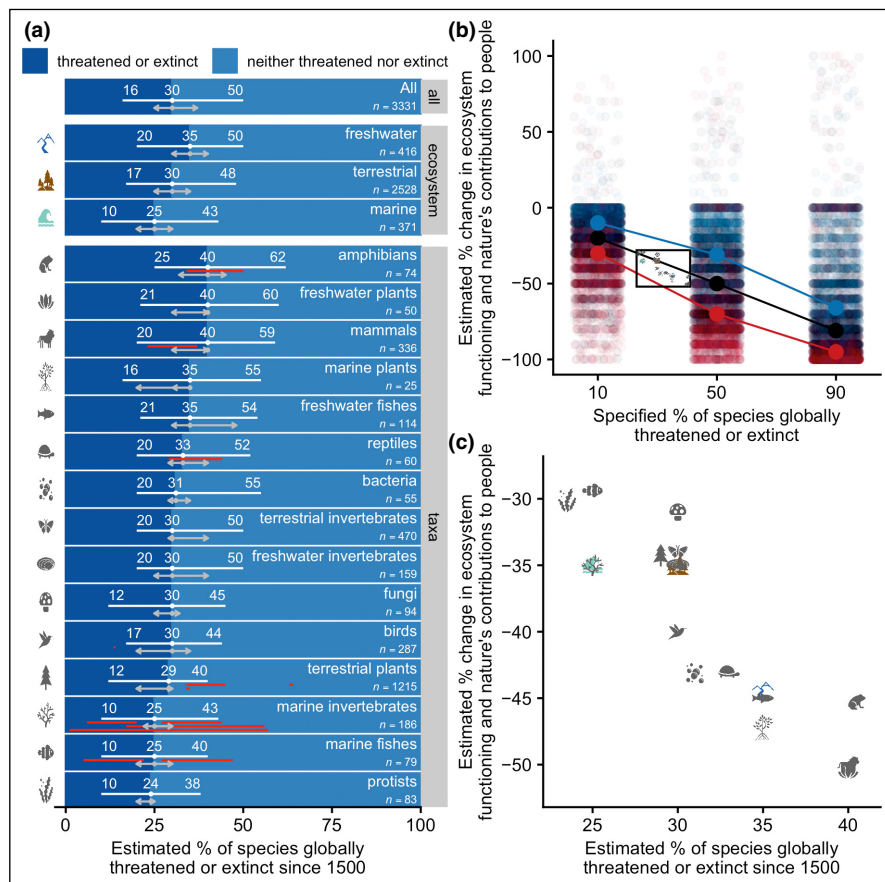 (a)
threatened or extinct
neither threatened nor extinct
16 30 50 All
n = 3331
all
20 35 50 freshwater
n = 416
17 30 48 terrestrial
n = 2528
10 25 43 marine
n = 371
ecosystem
25 40 62 amphibians
n = 74
21 40 60 freshwater plants
n = 50
20 40 59 mammals
n = 336
16 35 55 marine plants
n = 25
21 35 54 freshwater fishes
n = 114
20 33 52 reptiles
n = 60
20 31 55 bacteria
n = 55
20 30 50 terrestrial invertebrates
n = 470
20 30 50 freshwater invertebrates
n = 159
12 30 45 fungi
n = 94
17 30 44 birds
n = 287
12 29 40 terrestrial plants
n = 1215
10 25 43 marine invertebrates
n = 186
10 25 40 marine fishes
n = 79
10 24 38 protists
n = 83
taxa
0 25 50 75 100
Estimated % of species globally
threatened or extinct since 1500
(b)
Estimated % change in ecosystem
functioning and nature's contributions to people
100
50
0
−50
−100
10 50 90
Specified % of species globally
threatened or extinct
(c)
Estimated % change in ecosystem
functioning and nature's contributions to people
−30
−35
−40
−45
−50
25 30 35 40
Estimated % of species globally
threatened or extinct since 1500